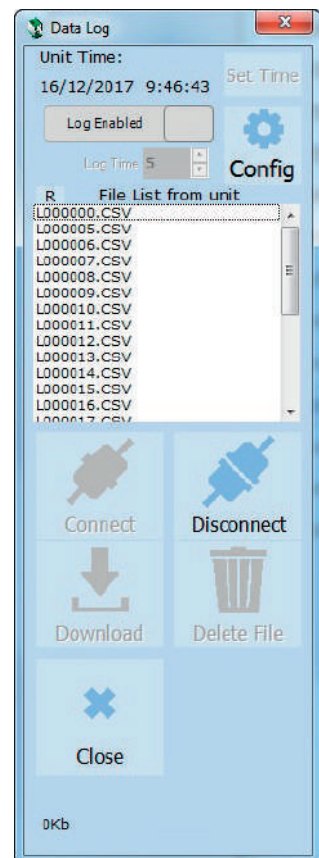 Data Log
Unit Time:
16/12/2017 9:46:43
Set Time
Log Enabled
Log Time 5
Config
R File List from unit
L000000.CSV
L000005.CSV
L000006.CSV
L000007.CSV
L000008.CSV
L000009.CSV
L000010.CSV
L000011.CSV
L000012.CSV
L000013.CSV
L000014.CSV
L000015.CSV
L000016.CSV
L000017.CSV
Connect Disconnect
Download Delete File
Close
0Kb